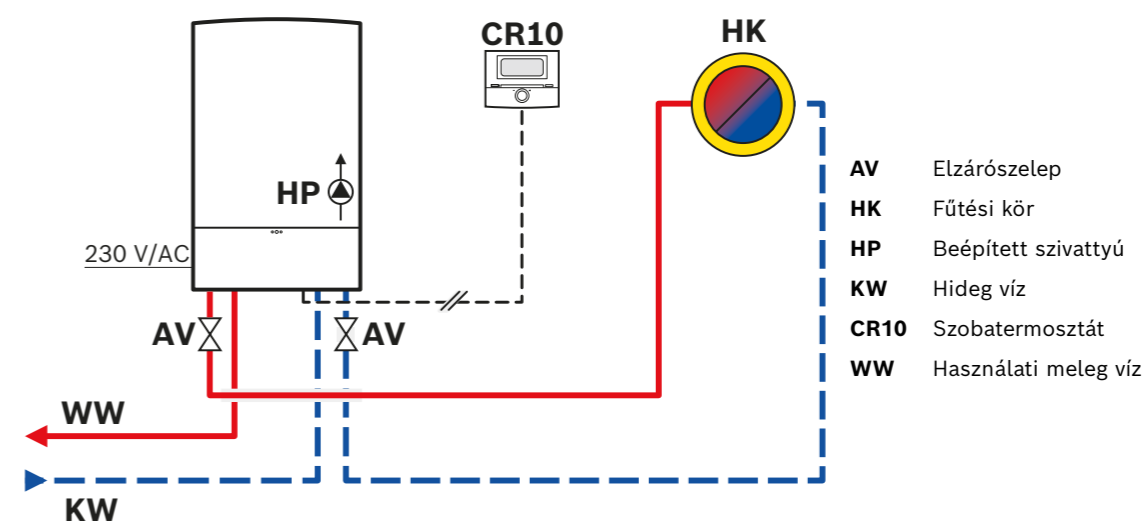 CR10
HK
HP
230 V/AC
AV
AV
WW
KW
AV Elzárószelep
HK Fűtési kör
HP Beépített szivattyú
KW Hideg víz
CR10 Szobatermosztát
WW Használati meleg víz